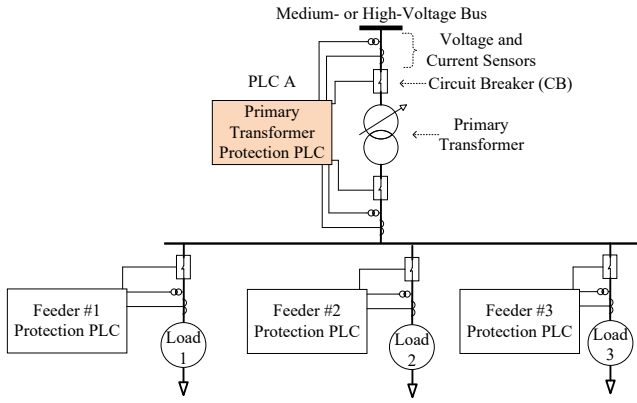 Medium- or High-Voltage Bus
Voltage and
Current Sensors
PLC A
Circuit Breaker (CB)
Primary
Transformer
Protection PLC
Primary
Transformer
Feeder #1
Protection PLC
Load
1
Feeder #2
Protection PLC
Load
2
Feeder #3
Protection PLC
Load
3